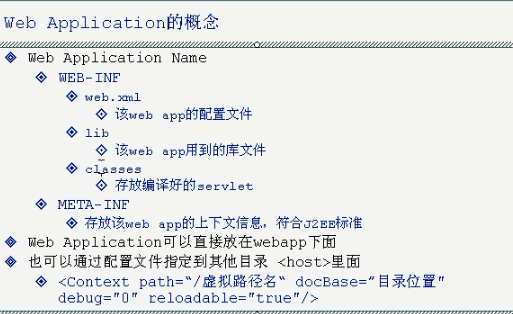 Web Application的概念
Web Application Name
WEB-INF
web.xml
该web app的配置文件
lib
该web app用到的库文件
classes
存放编译好的servlet
META-INF
存放该web app的上下文信息，符合J2EE标准
Web Application可以直接放在webapp下面
也可以通过配置文件指定到其他目录 <host>里面
<Context path=“/虚拟路径名“ docBase=”目录位置"
debug="0" reloadable="true"/>